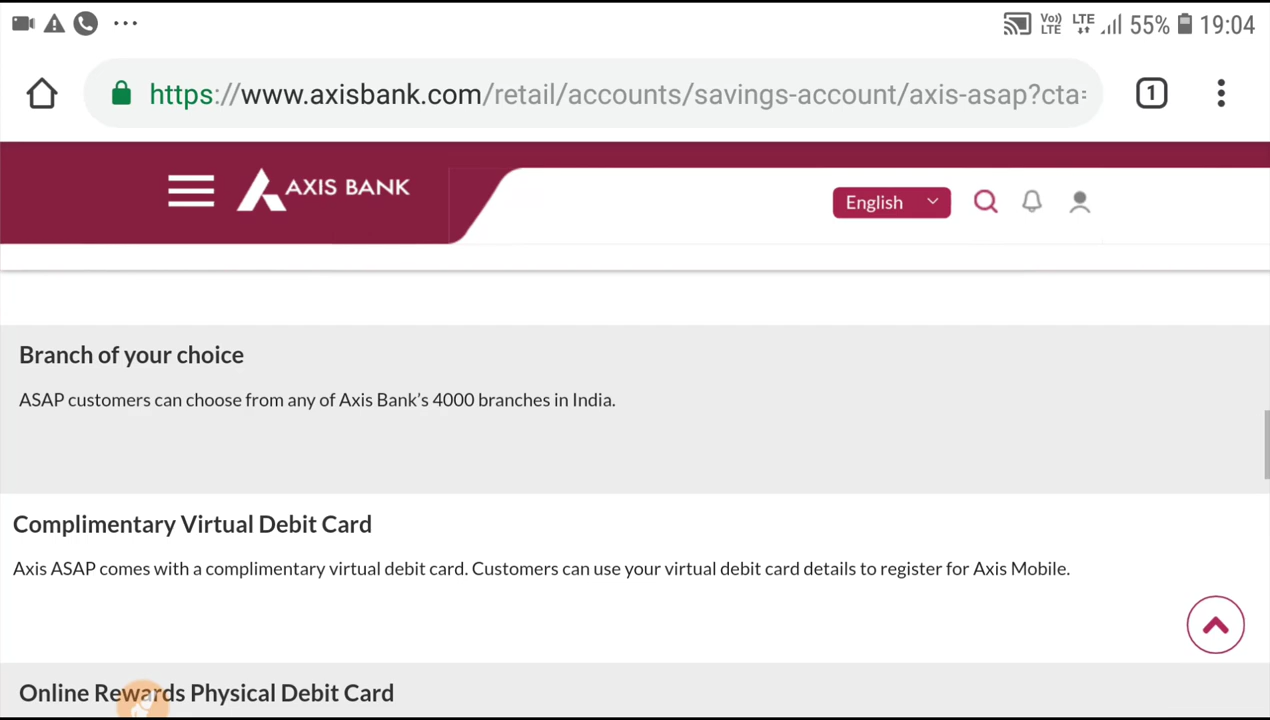 Vo) LTE LTE 55% 19:04
https://www.axisbank.com/retail/accounts/savings-account/axis-asap?cta= 1
AXIS BANK English
Branch of your choice
ASAP customers can choose from any of Axis Bank’s 4000 branches in India.
Complimentary Virtual Debit Card
Axis ASAP comes with a complimentary virtual debit card. Customers can use your virtual debit card details to register for Axis Mobile.
Online Rewards Physical Debit Card